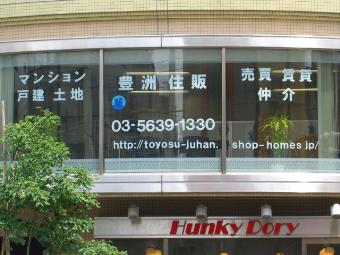 マンション
戸建 土地
豊洲 住販
売買 賃貸
仲介
03-5639-1330
http://toyosu-juhan. shop-homes.jp/
Hunky Dory